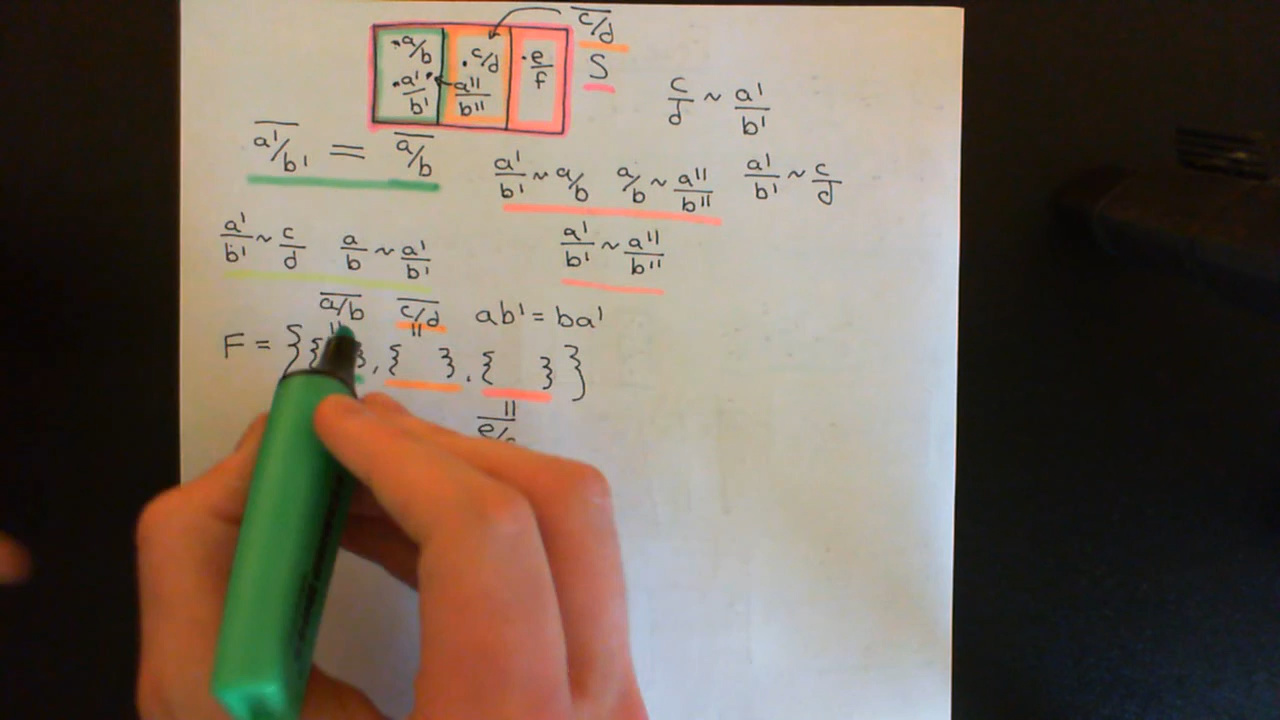 c/d
a/b c/d e/f S
a'/b' a''/b'' c/d ~ a'/b'
a'/b' = a/b
a'/b' ~ a/b a/b ~ a''/b'' a'/b' ~ c/d
a'/b' ~ c/d a/b ~ a'/b' a'/b' ~ a''/b''
a/b c/d ab' = ba'
F = {{ }, { }, { }}
e/